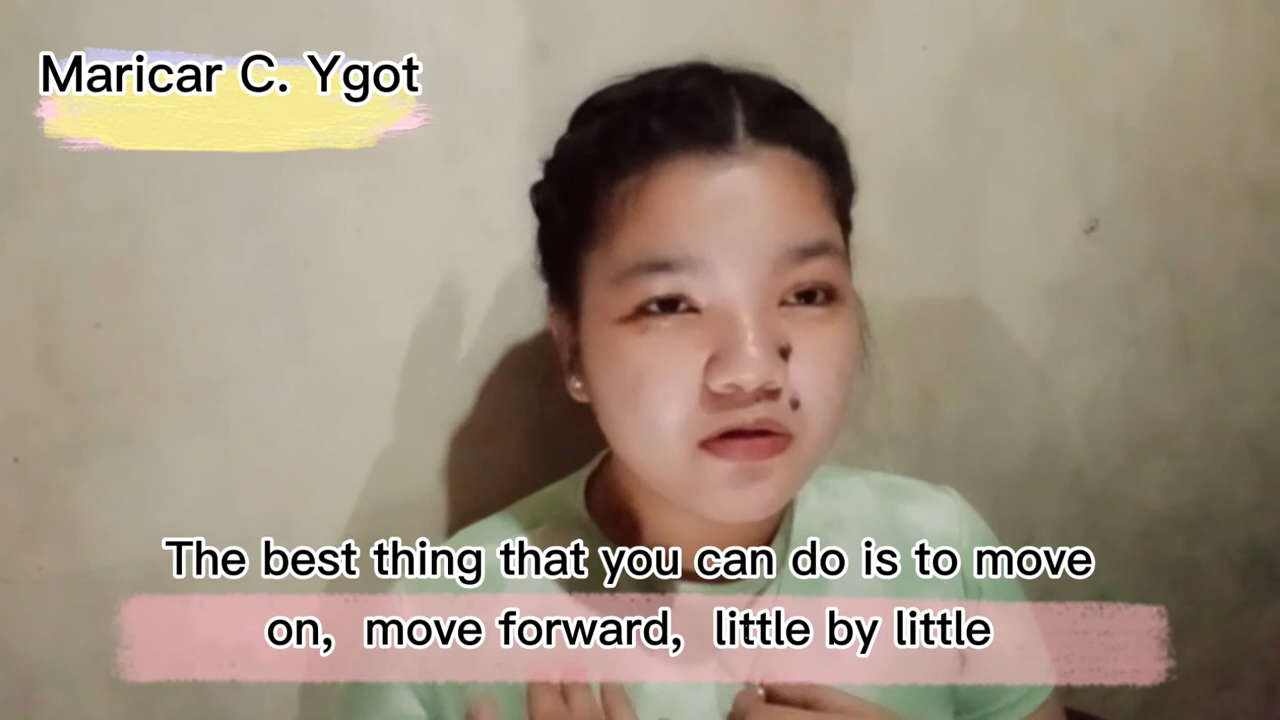 Maricar C. Ygot
The best thing that you can do is to move
on, move forward, little by little